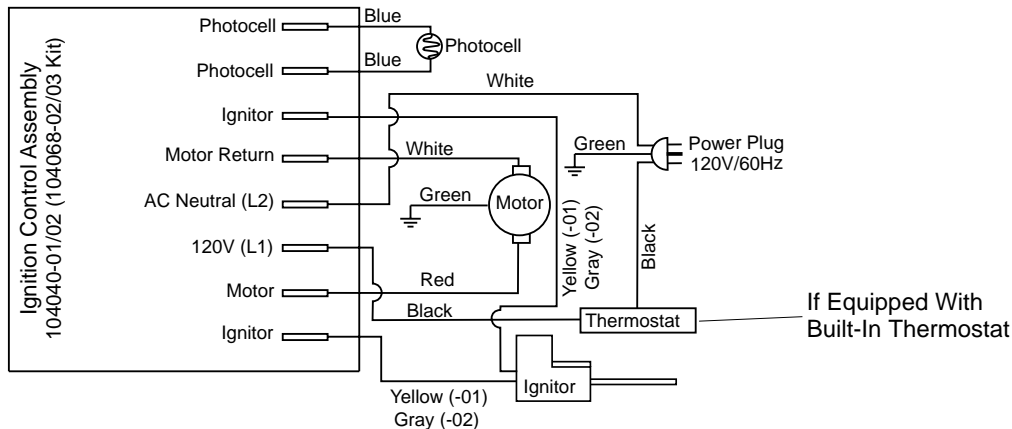 Ignition Control Assembly
104040-01/02 (104068-02/03 Kit)
Photocell
Photocell
Ignitor
Motor Return
AC Neutral (L2)
120V (L1)
Motor
Ignitor
Blue
Blue
Photocell
White
White
Green
Motor
Green
Power Plug
120V/60Hz
Yellow (-01)
Gray (-02)
Black
Red
Black
Thermostat
If Equipped With
Built-In Thermostat
Ignitor
Yellow (-01)
Gray (-02)